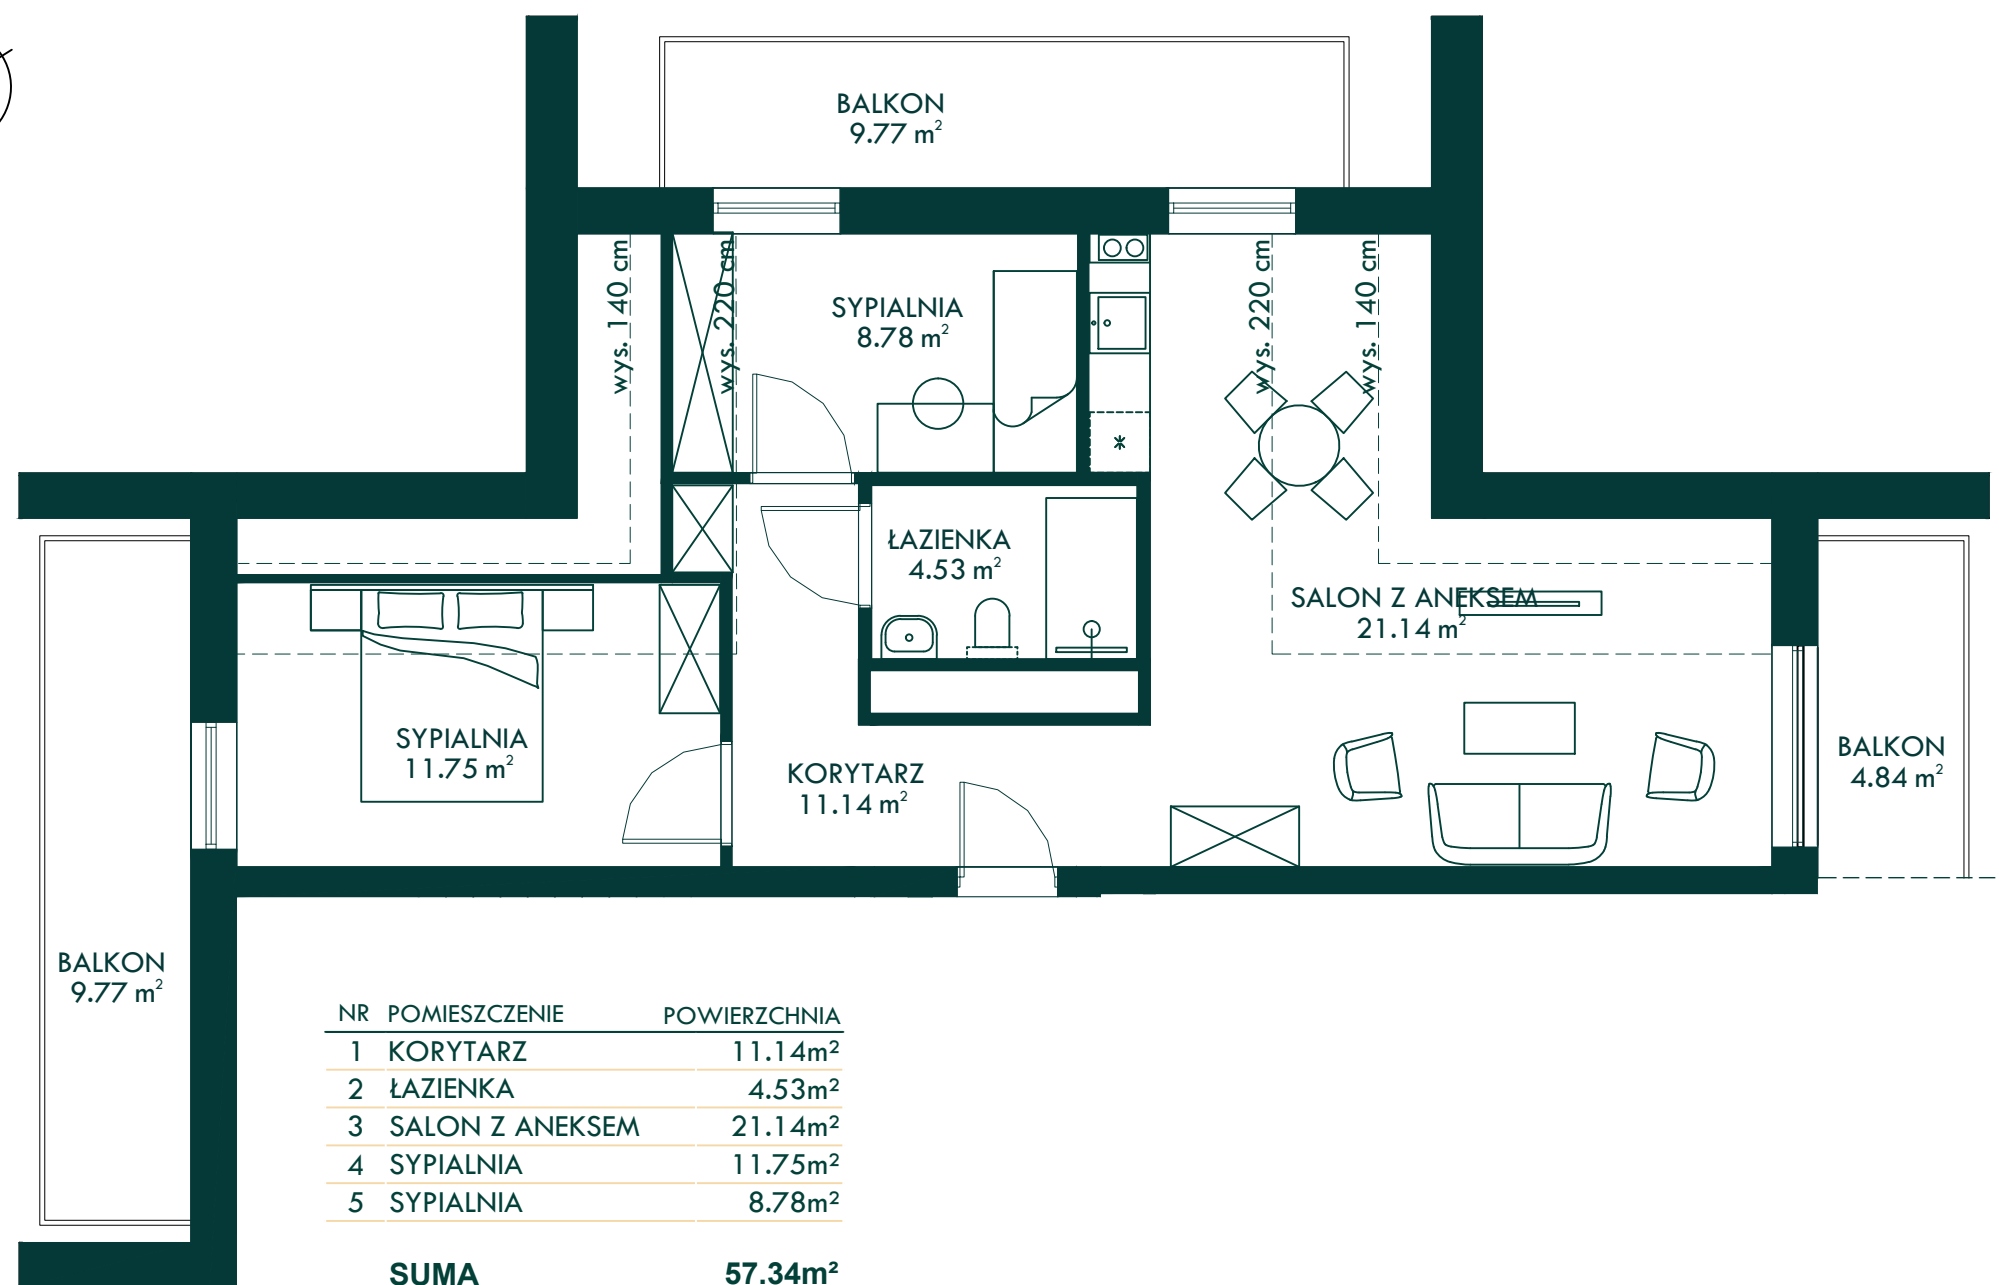 BALKON
9.77 m²
wys. 140 cm
wys. 220 cm
SYPIALNIA
8.78 m²
wys. 220 cm
wys. 140 cm
ŁAZIENKA
4.53 m²
SALON Z ANEKSEM
21.14 m²
SYPIALNIA
11.75 m²
KORYTARZ
11.14 m²
BALKON
4.84 m²
BALKON
9.77 m²
NR POMIESZCZENIE POWIERZCHNIA
1 KORYTARZ 11.14m²
2 ŁAZIENKA 4.53m²
3 SALON Z ANEKSEM 21.14m²
4 SYPIALNIA 11.75m²
5 SYPIALNIA 8.78m²
SUMA 57.34m²